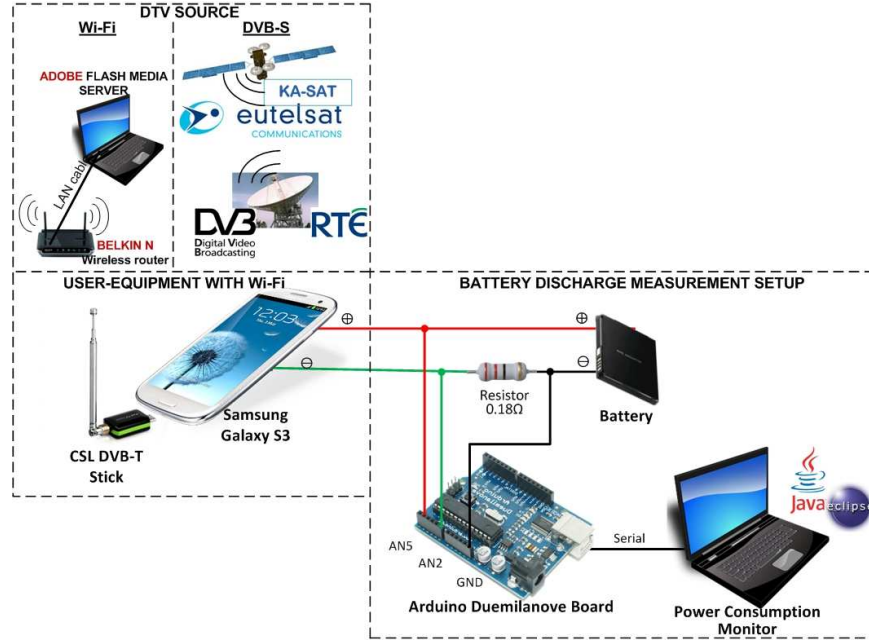 DTV SOURCE
Wi-Fi
DVB-S
ADOBE FLASH MEDIA
SERVER
LAN cabl
BELKIN N
Wireless router
KA-SAT
eutelsat
COMMUNICATIONS
DVB
Digital Video
Broadcasting
RTÉ
USER-EQUIPMENT WITH Wi-Fi
12:03
CSL DVB-T
Stick
Samsung
Galaxy S3
BATTERY DISCHARGE MEASUREMENT SETUP
Resistor
0.18Ω
Battery
AN5
AN2
GND
Arduino Duemilanove Board
Serial
Java
eclipse
Power Consumption
Monitor